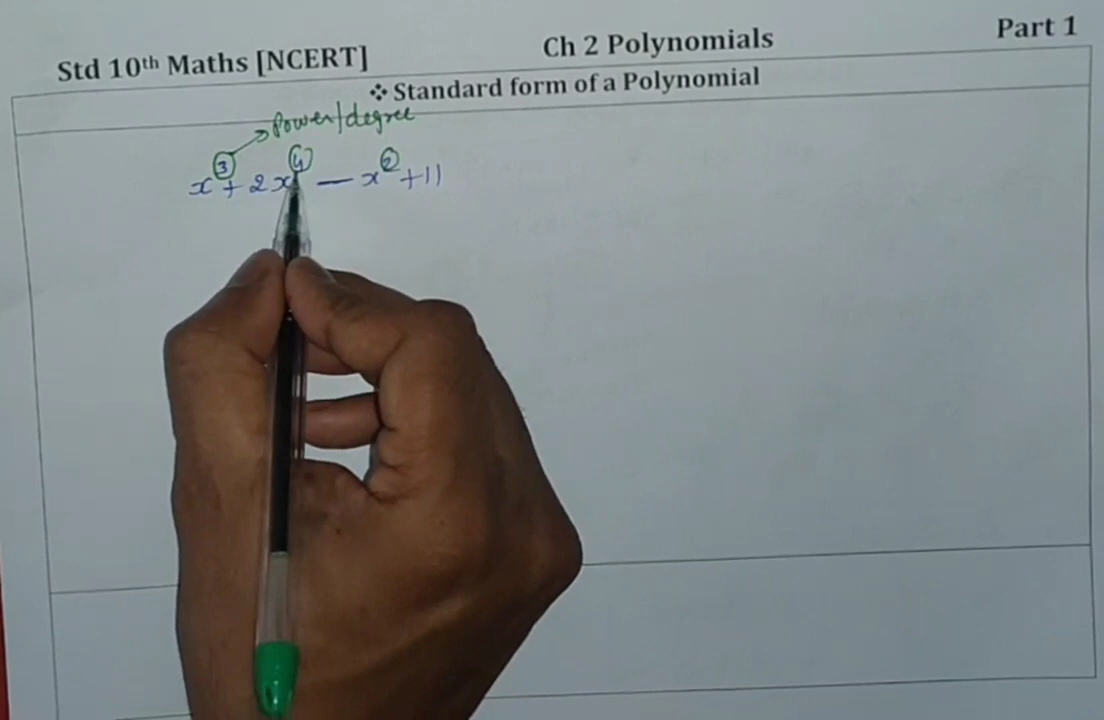 Std 10th Maths [NCERT] Ch 2 Polynomials Part 1
❖ Standard form of a Polynomial
Power/degree
x³ + 2x⁴ — x² + 11